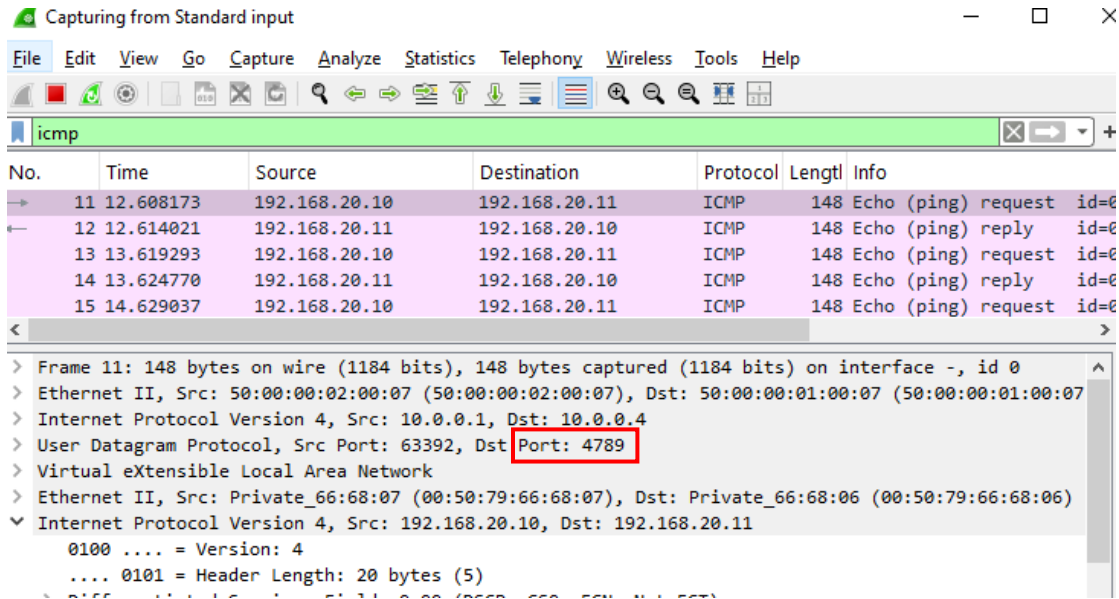 Capturing from Standard input
File Edit View Go Capture Analyze Statistics Telephony Wireless Tools Help
icmp
No. Time Source Destination Protocol Lengtl Info
11 12.608173 192.168.20.10 192.168.20.11 ICMP 148 Echo (ping) request id=0
12 12.614021 192.168.20.11 192.168.20.10 ICMP 148 Echo (ping) reply id=0
13 13.619293 192.168.20.10 192.168.20.11 ICMP 148 Echo (ping) request id=0
14 13.624770 192.168.20.11 192.168.20.10 ICMP 148 Echo (ping) reply id=0
15 14.629037 192.168.20.10 192.168.20.11 ICMP 148 Echo (ping) request id=0
Frame 11: 148 bytes on wire (1184 bits), 148 bytes captured (1184 bits) on interface -, id 0
Ethernet II, Src: 50:00:00:02:00:07 (50:00:00:02:00:07), Dst: 50:00:00:01:00:07 (50:00:00:01:00:07
Internet Protocol Version 4, Src: 10.0.0.1, Dst: 10.0.0.4
User Datagram Protocol, Src Port: 63392, Dst Port: 4789
Virtual eXtensible Local Area Network
Ethernet II, Src: Private_66:68:07 (00:50:79:66:68:07), Dst: Private_66:68:06 (00:50:79:66:68:06)
Internet Protocol Version 4, Src: 192.168.20.10, Dst: 192.168.20.11
0100 .... = Version: 4
.... 0101 = Header Length: 20 bytes (5)